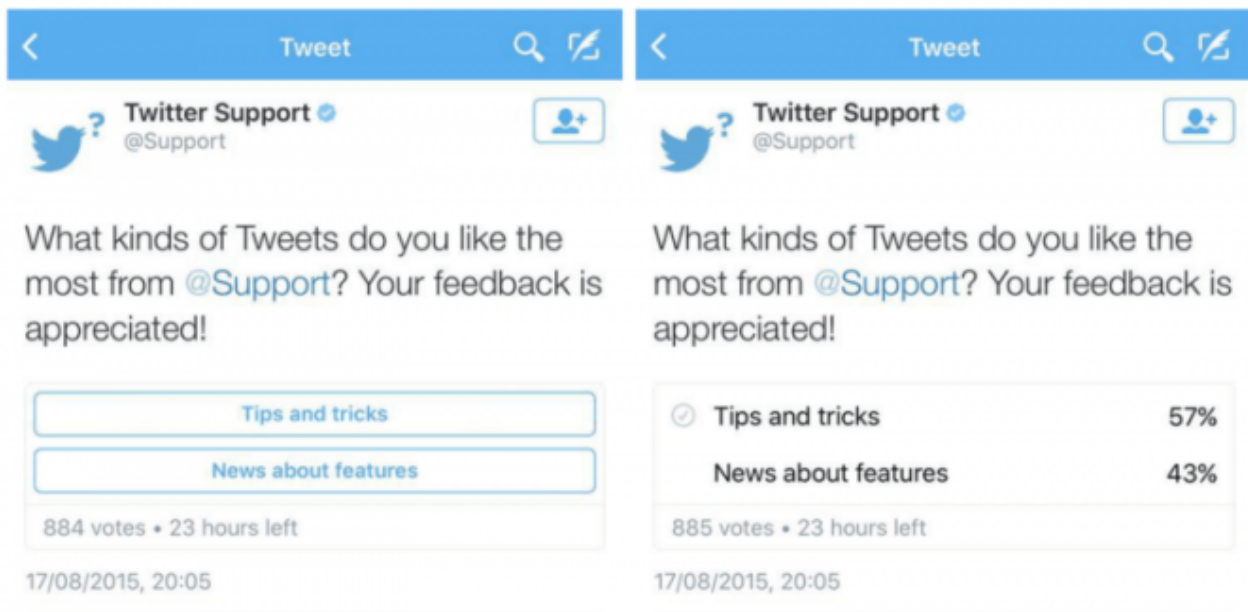 Tweet
Twitter Support
@Support
What kinds of Tweets do you like the
most from @Support? Your feedback is
appreciated!
Tips and tricks
News about features
884 votes • 23 hours left
17/08/2015, 20:05
Tweet
Twitter Support
@Support
What kinds of Tweets do you like the
most from @Support? Your feedback is
appreciated!
Tips and tricks 57%
News about features 43%
885 votes • 23 hours left
17/08/2015, 20:05